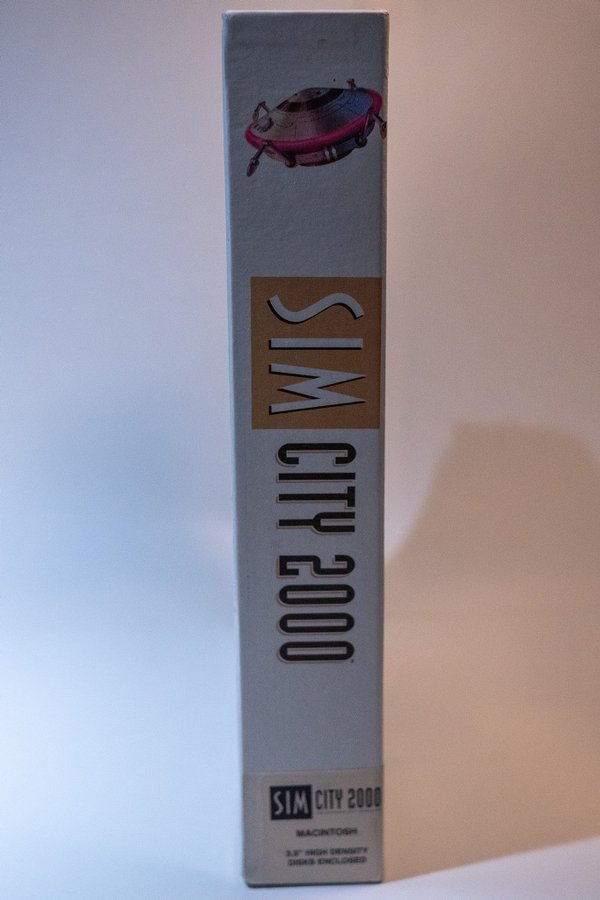 SIM
CITY 2000
SIM CITY 2000
MACINTOSH
3.5" HIGH DENSITY
DISKS ENCLOSED